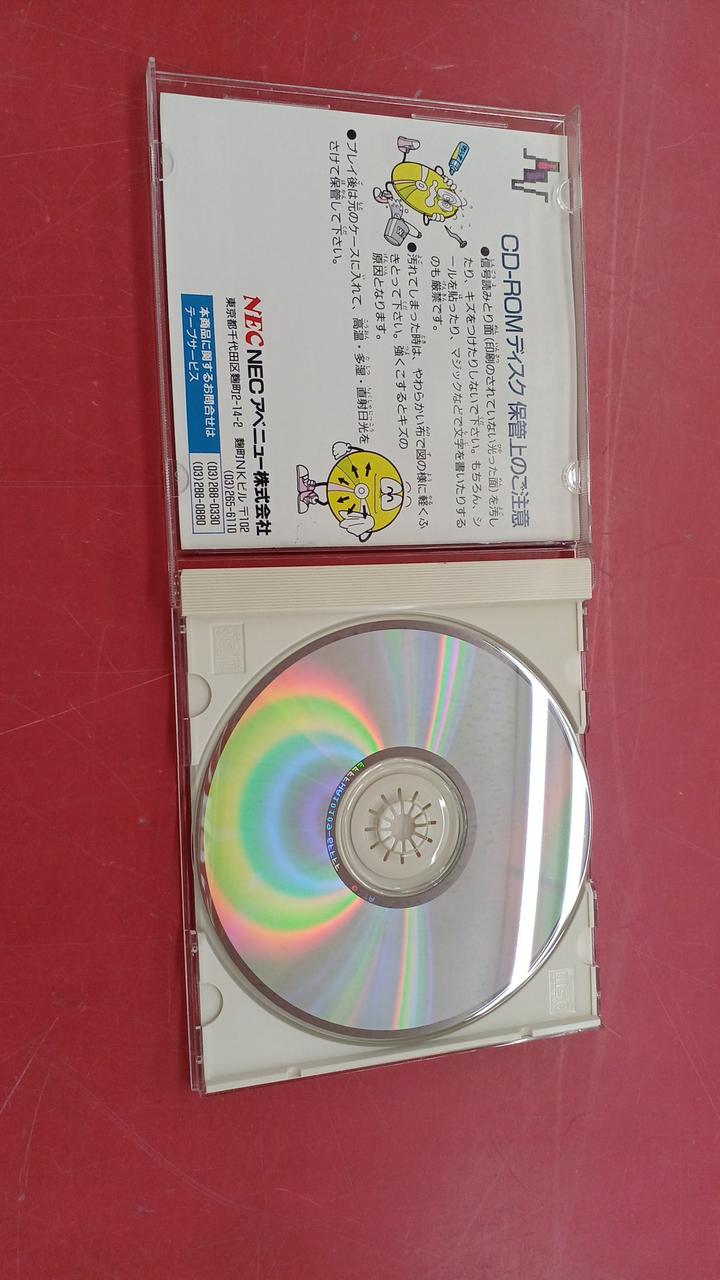 CD-ROMディスク 保管上のご注意
●信号読みとり面(印刷のされていない光った面)を汚し
たり、キズをつけたりしないで下さい。もちろん、シ
ールを貼ったり、マジックなどで文字を書いたりする
のも厳禁です。
●汚れてしまった時は、やわらかい布で図の様に軽くふ
きとって下さい。強くこするとキズの
原因となります。
●プレイ後は元のケースに入れて、高温・多湿・直射日光を
さけて保管して下さい。
NEC NECアベニュー株式会社
東京都千代田区麹町2-14-2 麹町NKビル 〒102
(03)265-8110
本商品に関するお問合せは
テープサービス
(03)288-0330
(03)288-0880